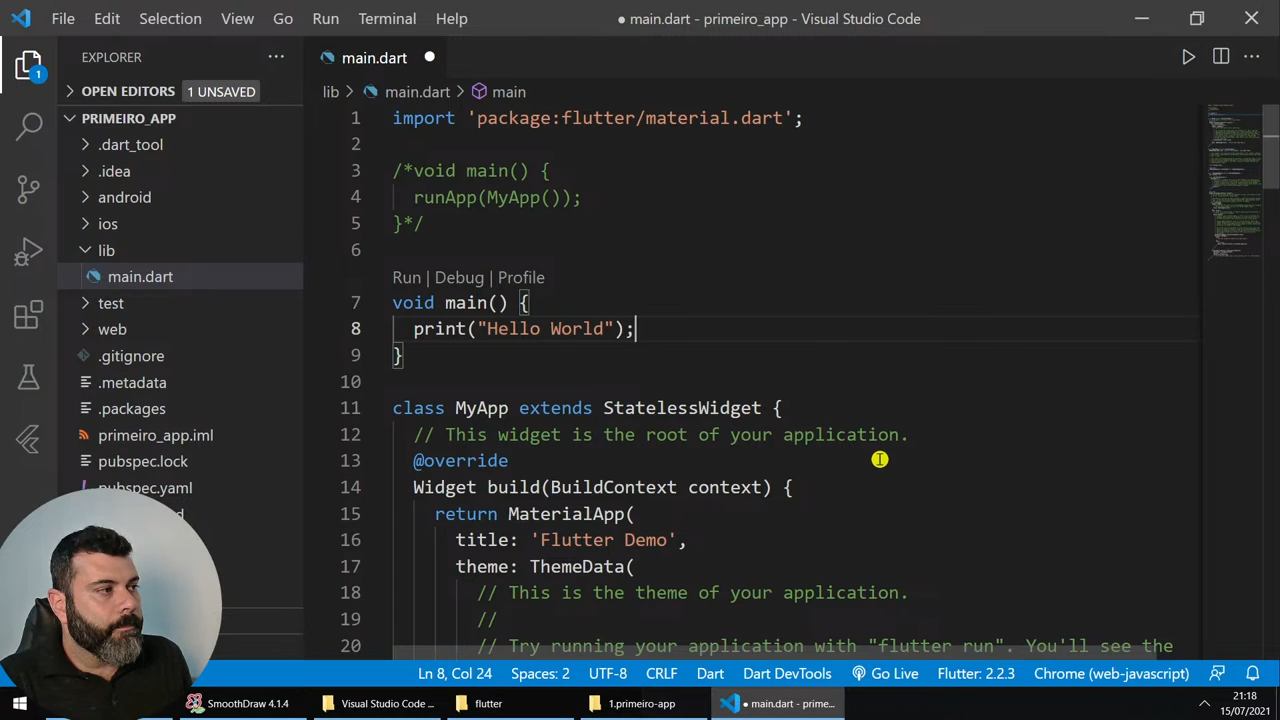 File Edit Selection View Go Run Terminal Help
● main.dart - primeiro_app - Visual Studio Code
EXPLORER
OPEN EDITORS 1 UNSAVED
PRIMEIRO_APP
.dart_tool
.idea
android
ios
lib
main.dart
test
web
.gitignore
.metadata
.packages
primeiro_app.iml
pubspec.lock
pubspec.yaml
1
main.dart
lib > main.dart > main
1 import 'package:flutter/material.dart';
2
3 /*void main() {
4 runApp(MyApp());
5 }*/
6
Run | Debug | Profile
7 void main() {
8 print("Hello World");
9 }
10
11 class MyApp extends StatelessWidget {
12 // This widget is the root of your application.
13 @override
14 Widget build(BuildContext context) {
15 return MaterialApp(
16 title: 'Flutter Demo',
17 theme: ThemeData(
18 // This is the theme of your application.
19 //
20 // Try running your application with "flutter run". You'll see the
Ln 8, Col 24 Spaces: 2 UTF-8 CRLF Dart Dart DevTools Go Live Flutter: 2.2.3 Chrome (web-javascript)
SmoothDraw 4.1.4 Visual Studio Code ... flutter 1.primeiro-app ● main.dart - prime...
21:18
15/07/2021